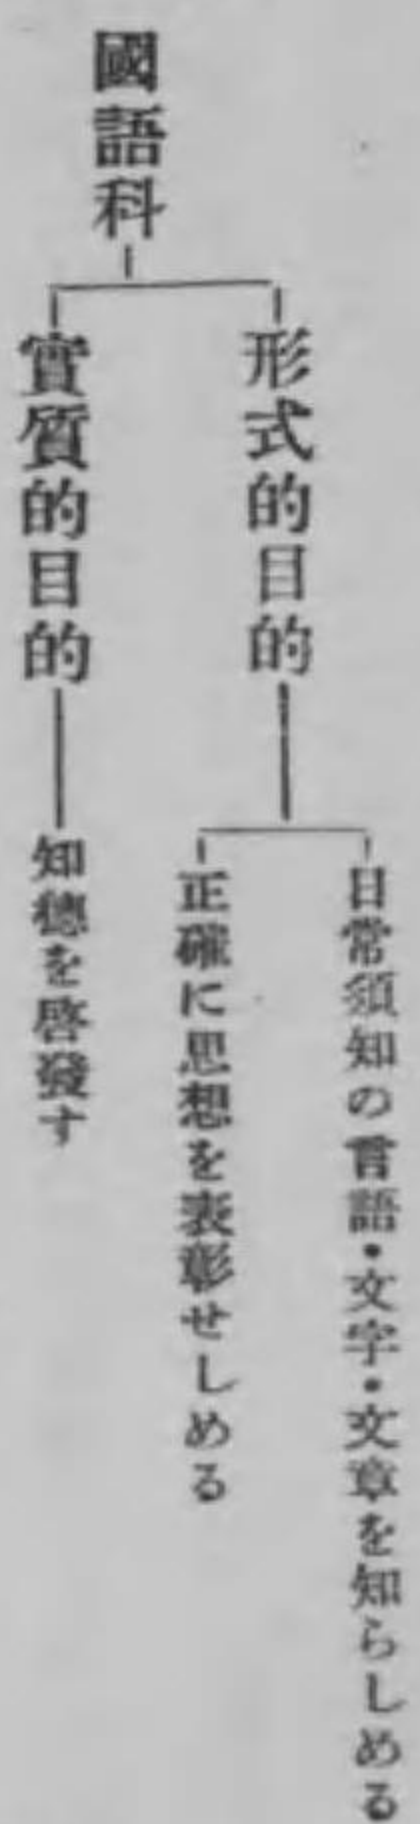 國語科
形式的目的
日常須知の言語・文字・文章を知らしめる
正確に思想を表彰せしめる
實質的目的
知德を啓發す